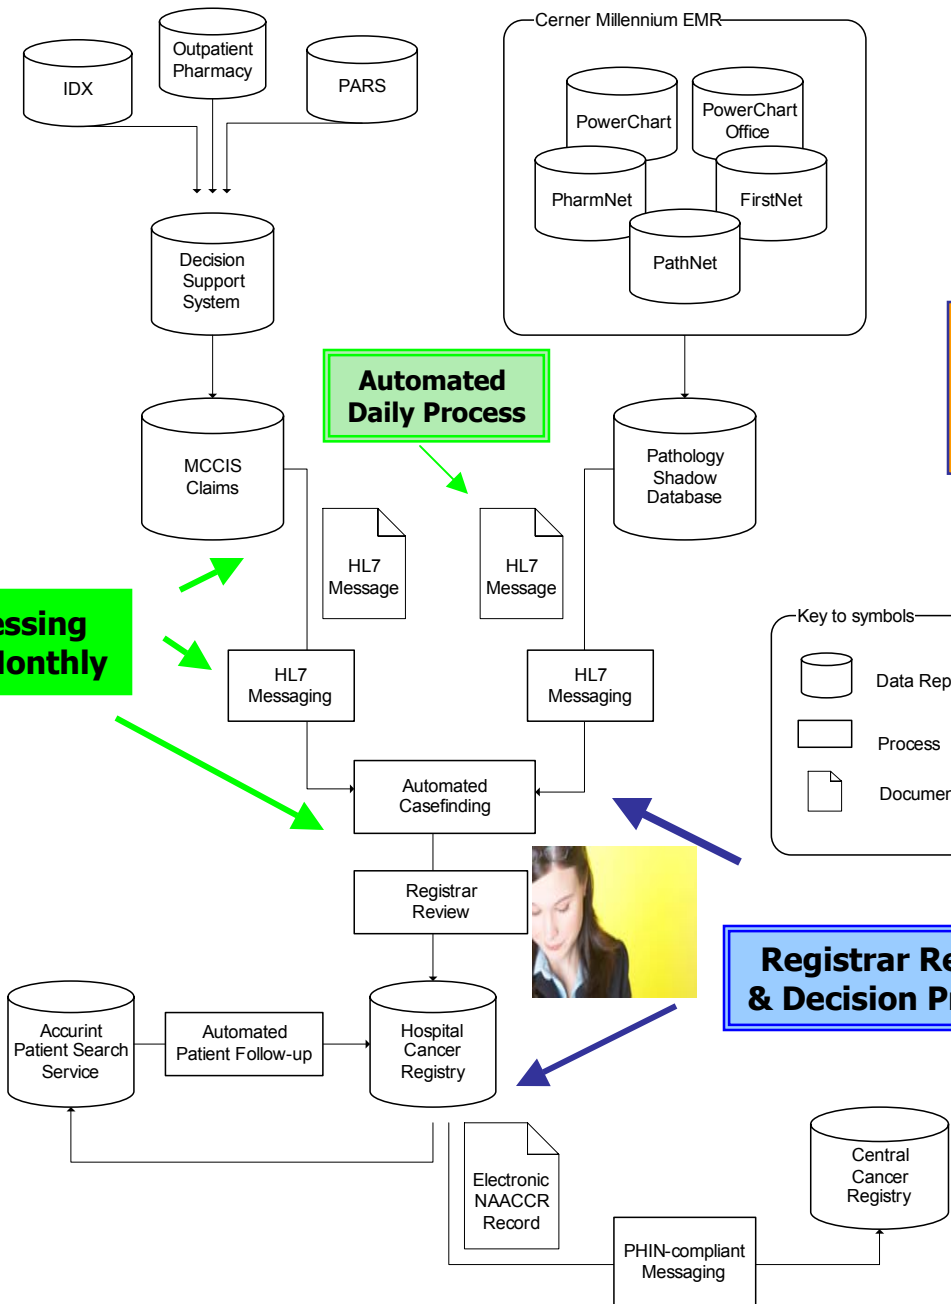 IDX
Outpatient
Pharmacy
PARS
Cerner Millennium EMR
PowerChart
PowerChart
Office
PharmNet
FirstNet
PathNet
Decision
Support
System
Automated
Daily Process
MCCIS
Claims
Pathology
Shadow
Database
HL7
Message
HL7
Message
essing
Monthly
HL7
Messaging
HL7
Messaging
Key to symbols
Data Rep
Process
Documen
Automated
Casefinding
Registrar
Review
Registrar Re
& Decision Pr
Accurint
Patient Search
Service
Automated
Patient Follow-up
Hospital
Cancer
Registry
Electronic
NAACCR
Record
PHIN-compliant
Messaging
Central
Cancer
Registry